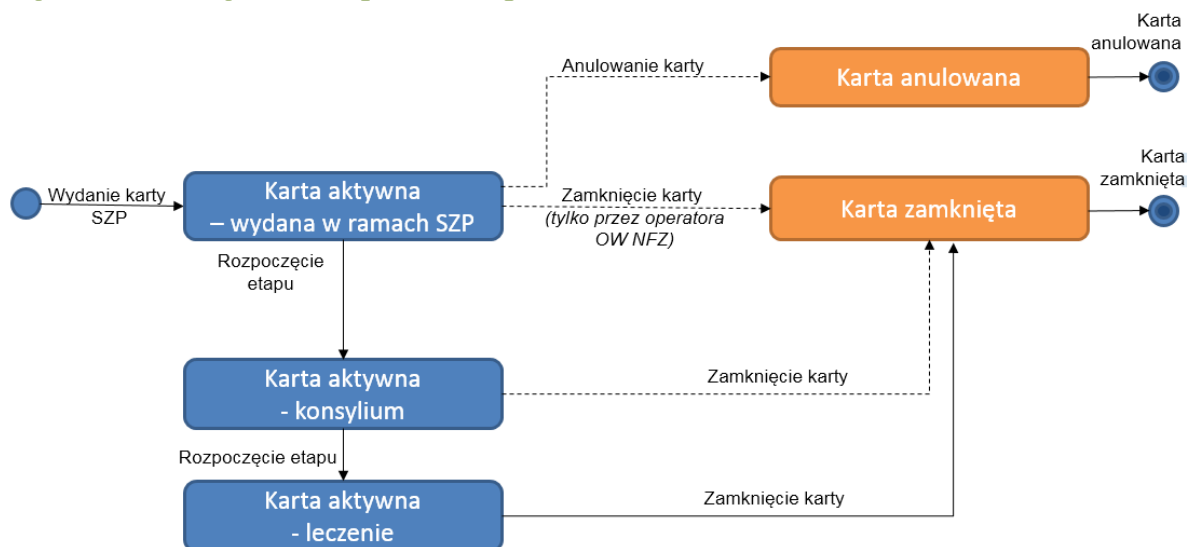 Karta
anulowana
Anulowanie karty
Karta anulowana
Karta
zamknięta
Wydanie karty
SZP
Karta aktywna
– wydana w ramach SZP
Zamknięcie karty
(tylko przez operatora
OW NFZ)
Karta zamknięta
Rozpoczęcie
etapu
Karta aktywna
- konsylium
Zamknięcie karty
Rozpoczęcie etapu
Karta aktywna
- leczenie
Zamknięcie karty